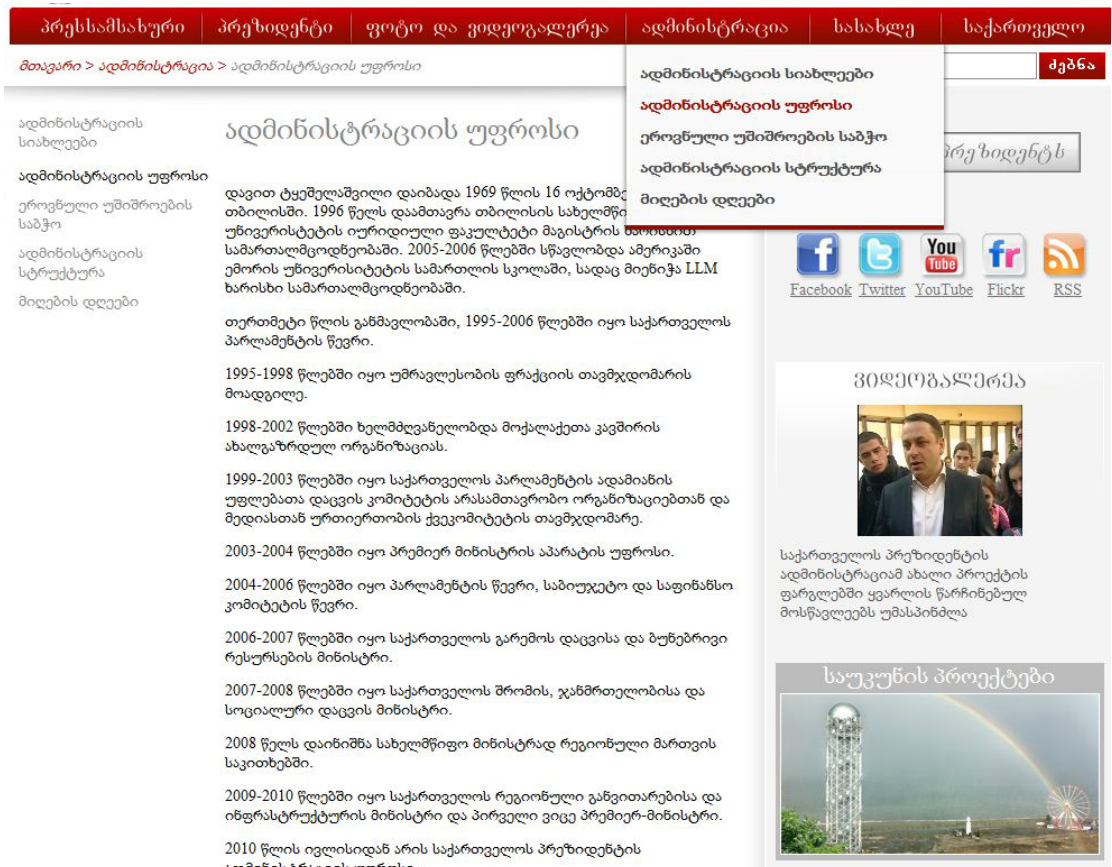 პრესსამსახური
პრეზიდენტი
ფოტო და ვიდეოგალერეა
ადმინისტრაცია
სასახლე
საქართველო
მთავარი > ადმინისტრაცია > ადმინისტრაციის უფროსი
ძებნა
ადმინისტრაციის სიახლეები
ადმინისტრაციის უფროსი
ეროვნული უშიშროების საბჭო
ადმინისტრაციის სტრუქტურა
მიღების დღეები
ადმინისტრაციის
სიახლეები
ადმინისტრაციის უფროსი
ეროვნული უშიშროების
საბჭო
ადმინისტრაციის
სტრუქტურა
მიღების დღეები
ადმინისტრაციის უფროსი
დავით ტყეშელაშვილი დაიბადა 1969 წლის 16
თბილისში. 1996 წელს დაამთავრა თბილისის
უნივერსიტეტის იურიდიული ფაკულტეტი მაგისტრის ხარისხით
სამართალმცოდნეობაში. 2005-2006 წლებში სწავლობდა ამერიკაში
ემორის უნივერისიტეტის სამართლის სკოლაში, სადაც მიენიჭა LLM
ხარისხი სამართალმცოდნეობაში.
თერთმეტი წლის განმავლობაში, 1995-2006 წლებში იყო საქართველოს
პარლამენტის წევრი.
1995-1998 წლებში იყო უმრავლესობის ფრაქციის თავმჯდომარის
მოადგილე.
1998-2002 წლებში ხელმძღვანელობდა მოქალაქეთა კავშირის
ახალგაზრდულ ორგანიზაციას.
1999-2003 წლებში იყო საქართველოს პარლამენტის ადამიანის
უფლებათა დაცვის კომიტეტის არასამთავრობო ორგანიზაციებთან და
მედიასთან ურთიერთობის ქვეკომიტეტის თავმჯდომარე.
2003-2004 წლებში იყო პრემიერ მინისტრის აპარატის უფროსი.
2004-2006 წლებში იყო პარლამენტის წევრი, საბიუჯეტო და საფინანსო
კომიტეტის წევრი.
2006-2007 წლებში იყო საქართველოს გარემოს დაცვისა და ბუნებრივი
რესურსების მინისტრი.
2007-2008 წლებში იყო საქართველოს შრომის, ჯანმრთელობისა და
სოციალური დაცვის მინისტრი.
2008 წელს დაინიშნა სახელმწიფო მინისტრად რეგიონული მართვის
საკითხებში.
2009-2010 წლებში იყო საქართველოს რეგიონული განვითარებისა და
ინფრასტრუქტურის მინისტრი და პირველი ვიცე პრემიერ-მინისტრი.
2010 წლის ივლისიდან არის საქართველოს პრეზიდენტის
პრეზიდენტს
You
Tube
Facebook Twitter YouTube Flickr RSS
ვიდეოგალერეა
საქართველოს პრეზიდენტის
ადმინისტრაციამ ახალი პროექტის
ფარგლებში ყვარლის წარჩინებულ
მოსწავლეებს უმასპინძლა
საუკუნის პროექტები